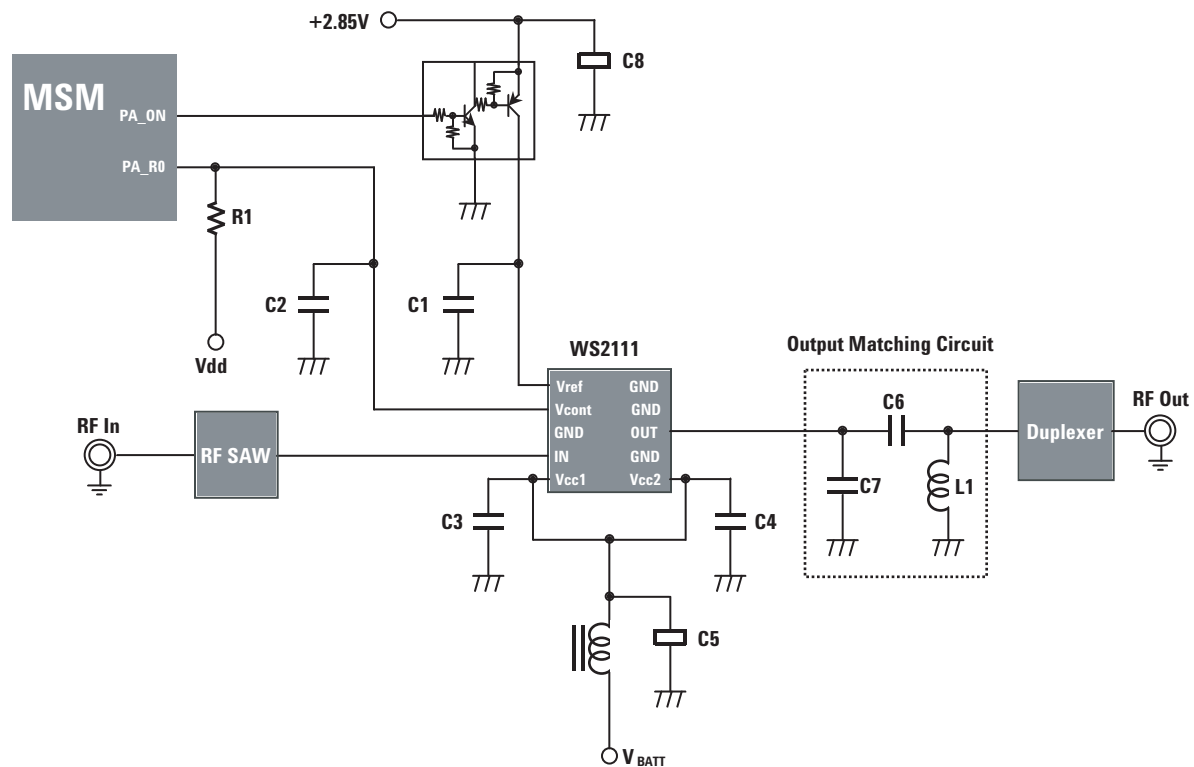 +2.85V
C8
MSM
PA_ON
PA_R0
R1
C2
C1
Vdd
WS2111
Output Matching Circuit
Vref GND
Vcont GND
GND OUT
IN GND
Vcc1 Vcc2
RF In
RF SAW
C6
C7
L1
Duplexer
RF Out
C3
C4
C5
V BATT